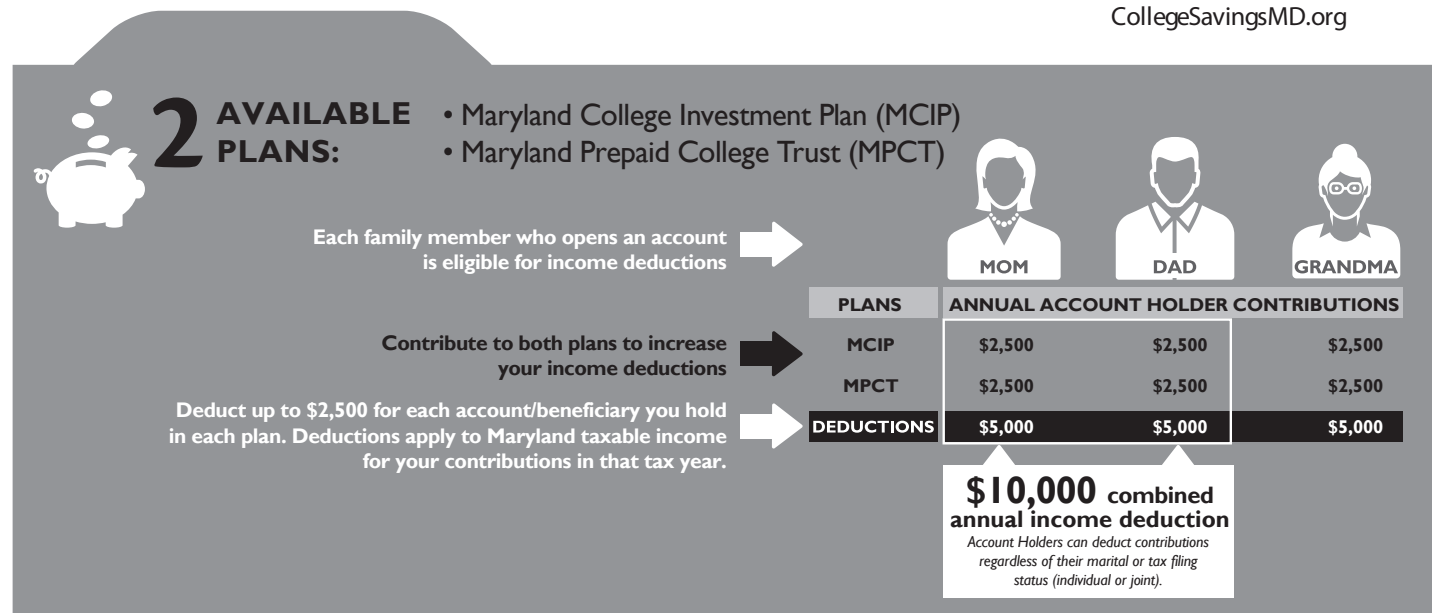 CollegeSavingsMD.org
2 AVAILABLE PLANS:
• Maryland College Investment Plan (MCIP)
• Maryland Prepaid College Trust (MPCT)
Each family member who opens an account
is eligible for income deductions
MOM DAD GRANDMA
PLANS ANNUAL ACCOUNT HOLDER CONTRIBUTIONS
Contribute to both plans to increase
your income deductions
MCIP $2,500 $2,500 $2,500
MPCT $2,500 $2,500 $2,500
Deduct up to $2,500 for each account/beneficiary you hold
in each plan. Deductions apply to Maryland taxable income
for your contributions in that tax year.
DEDUCTIONS $5,000 $5,000 $5,000
$10,000 combined
annual income deduction
Account Holders can deduct contributions
regardless of their marital or tax filing
status (individual or joint).